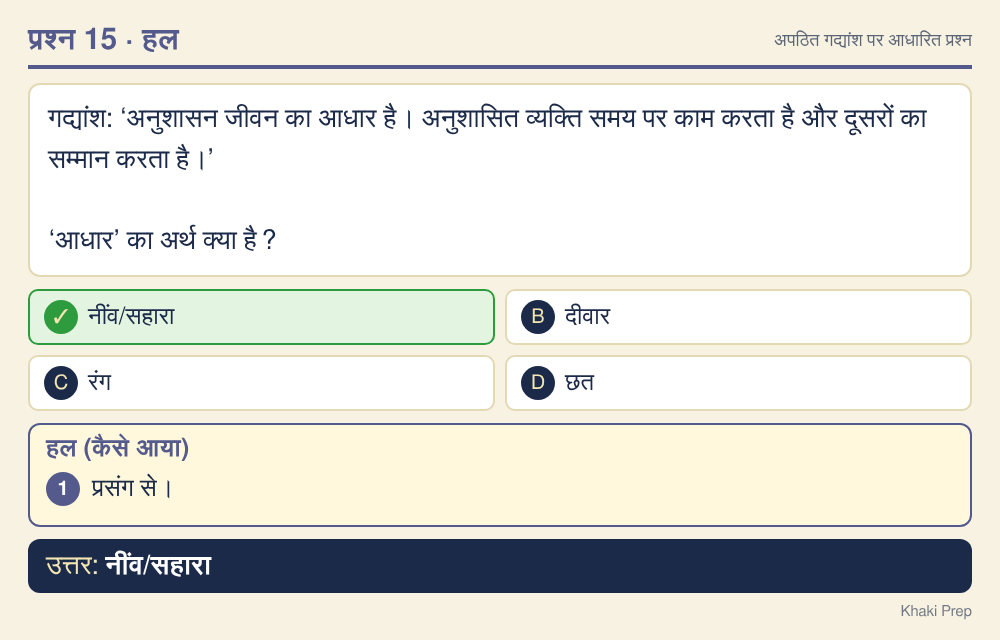 प्रश्न 15 · हल
अपठित गद्यांश पर आधारित प्रश्न
गद्यांश: ‘अनुशासन जीवन का आधार है। अनुशासित व्यक्ति समय पर काम करता है और दूसरों का
सम्मान करता है।’
‘आधार’ का अर्थ क्या है?
✓ नींव/सहारा
B दीवार
C रंग
D छत
हल (कैसे आया)
1 प्रसंग से।
उत्तर: नींव/सहारा
Khaki Prep